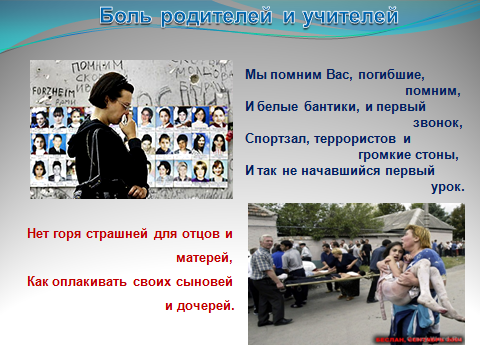 Боль родителей и учителей
ПОМНИМ
FORZHEIM
Мы помним Вас, погибшие,
помним,
И белые бантики, и первый
звонок,
Спортзал, террористов и
громкие стоны,
И так не начавшийся первый
урок.
Нет горя страшней для отцов и
матерей,
Как оплакивать своих сыновей
и дочерей.